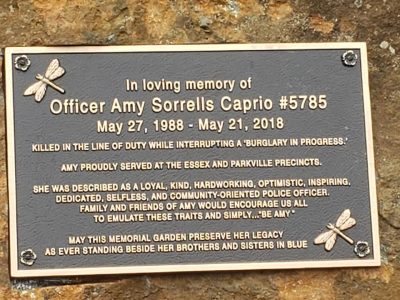 In loving memory of
Officer Amy Sorrells Caprio #5785
May 27, 1988 - May 21, 2018
KILLED IN THE LINE OF DUTY WHILE INTERRUPTING A 'BURGLARY IN PROGRESS.'
AMY PROUDLY SERVED AT THE ESSEX AND PARKVILLE PRECINCTS.
SHE WAS DESCRIBED AS A LOYAL, KIND, HARDWORKING, OPTIMISTIC, INSPIRING,
DEDICATED, SELFLESS, AND COMMUNITY-ORIENTED POLICE OFFICER.
FAMILY AND FRIENDS OF AMY WOULD ENCOURAGE US ALL
TO EMULATE THESE TRAITS AND SIMPLY..."BE AMY"
MAY THIS MEMORIAL GARDEN PRESERVE HER LEGACY
AS EVER STANDING BESIDE HER BROTHERS AND SISTERS IN BLUE